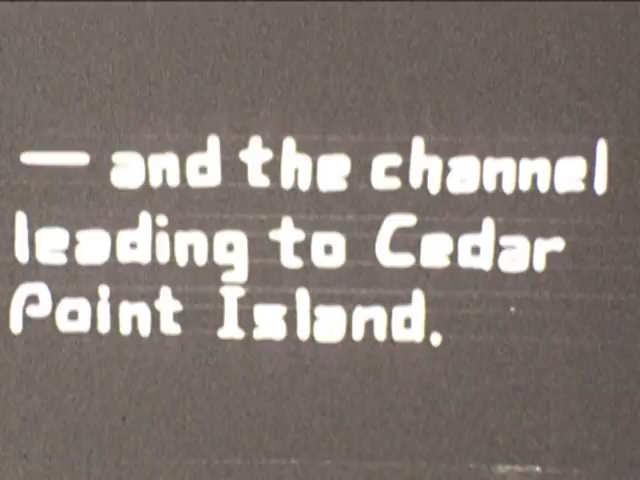 — and the channel
leading to Cedar
Point Island.